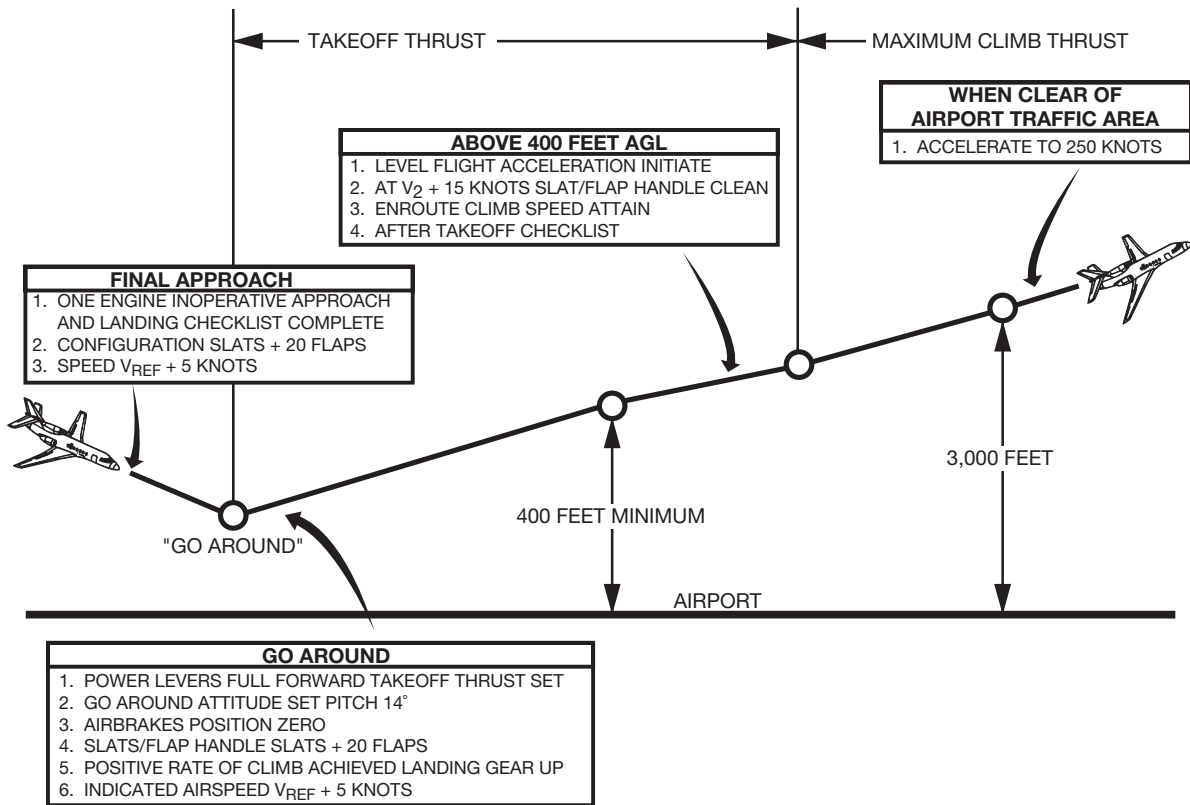 TAKEOFF THRUST
MAXIMUM CLIMB THRUST
WHEN CLEAR OF
AIRPORT TRAFFIC AREA
1. ACCELERATE TO 250 KNOTS
ABOVE 400 FEET AGL
1. LEVEL FLIGHT ACCELERATION INITIATE
2. AT V2 + 15 KNOTS SLAT/FLAP HANDLE CLEAN
3. ENROUTE CLIMB SPEED ATTAIN
4. AFTER TAKEOFF CHECKLIST
FINAL APPROACH
1. ONE ENGINE INOPERATIVE APPROACH
AND LANDING CHECKLIST COMPLETE
2. CONFIGURATION SLATS + 20 FLAPS
3. SPEED VREF + 5 KNOTS
3,000 FEET
400 FEET MINIMUM
"GO AROUND"
AIRPORT
GO AROUND
1. POWER LEVERS FULL FORWARD TAKEOFF THRUST SET
2. GO AROUND ATTITUDE SET PITCH 14°
3. AIRBRAKES POSITION ZERO
4. SLATS/FLAP HANDLE SLATS + 20 FLAPS
5. POSITIVE RATE OF CLIMB ACHIEVED LANDING GEAR UP
6. INDICATED AIRSPEED VREF + 5 KNOTS